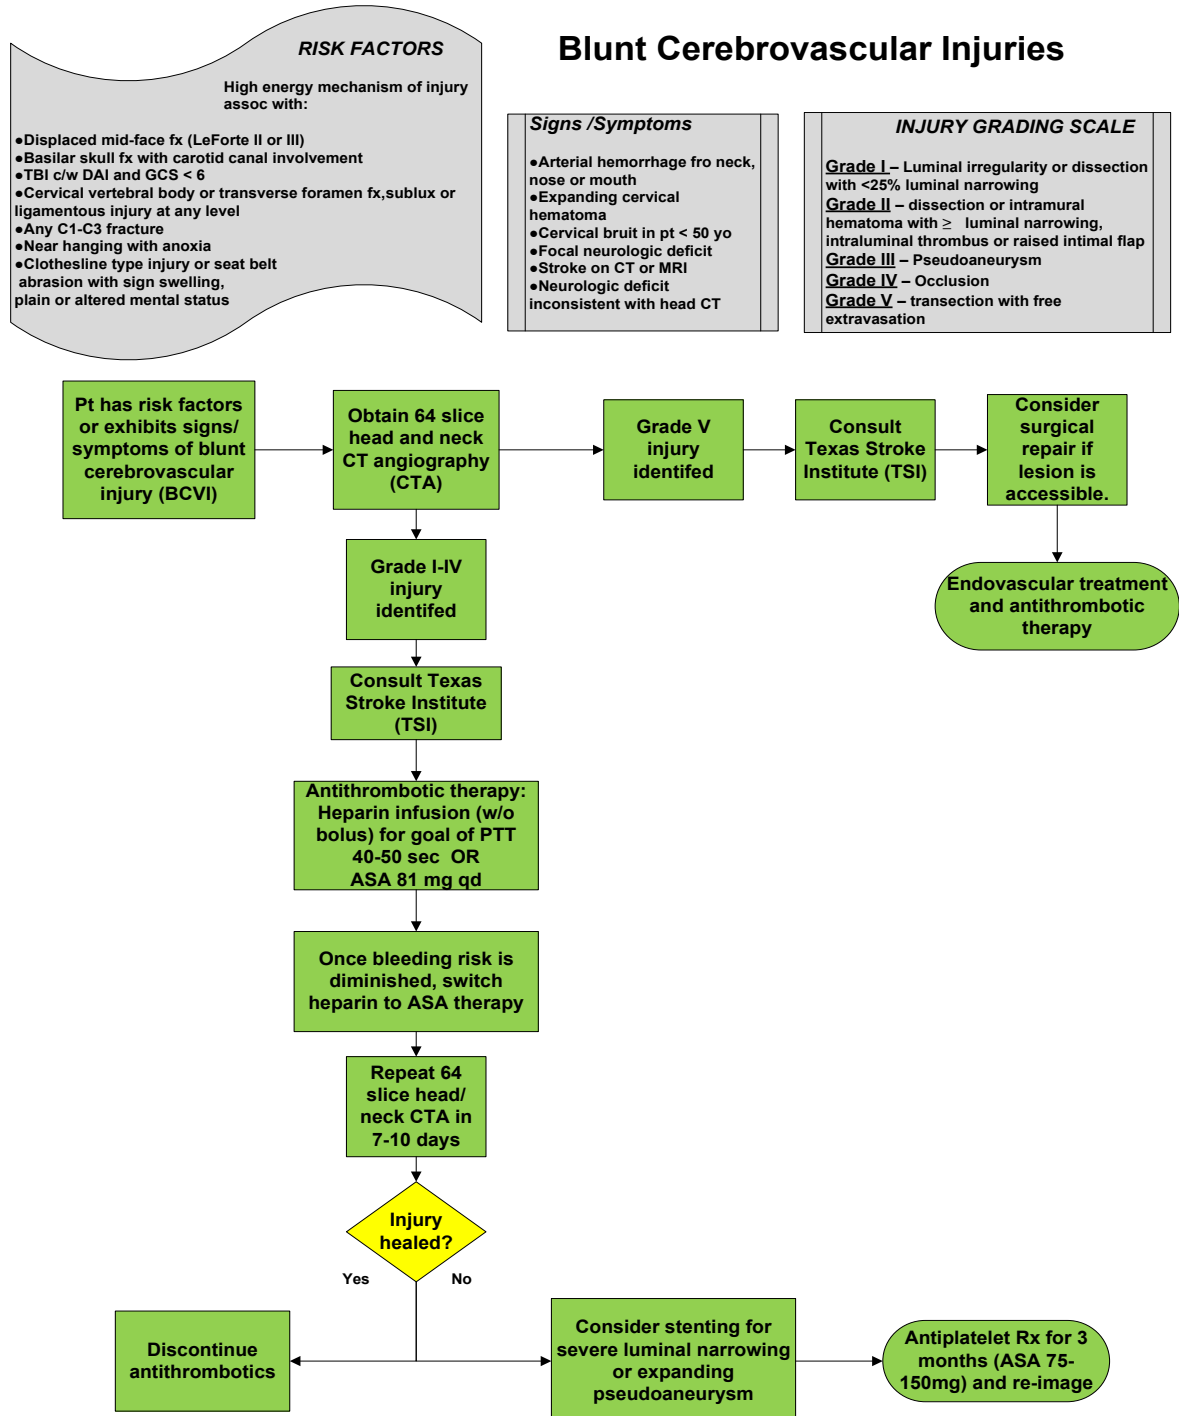 Blunt Cerebrovascular Injuries
RISK FACTORS
High energy mechanism of injury
assoc with:
●Displaced mid-face fx (LeForte II or III)
●Basilar skull fx with carotid canal involvement
●TBI c/w DAI and GCS < 6
●Cervical vertebral body or transverse foramen fx,sublux or
ligamentous injury at any level
●Any C1-C3 fracture
●Near hanging with anoxia
●Clothesline type injury or seat belt
abrasion with sign swelling,
plain or altered mental status
Signs /Symptoms
●Arterial hemorrhage fro neck,
nose or mouth
●Expanding cervical
hematoma
●Cervical bruit in pt < 50 yo
●Focal neurologic deficit
●Stroke on CT or MRI
●Neurologic deficit
inconsistent with head CT
INJURY GRADING SCALE
Grade I – Luminal irregularity or dissection
with <25% luminal narrowing
Grade II – dissection or intramural
hematoma with ≥ luminal narrowing,
intraluminal thrombus or raised intimal flap
Grade III – Pseudoaneurysm
Grade IV – Occlusion
Grade V – transection with free
extravasation
Pt has risk factors
or exhibits signs/
symptoms of blunt
cerebrovascular
injury (BCVI)
Obtain 64 slice
head and neck
CT angiography
(CTA)
Grade V
injury
identifed
Consult
Texas Stroke
Institute (TSI)
Consider
surgical
repair if
lesion is
accessible.
Endovascular treatment
and antithrombotic
therapy
Grade I-IV
injury
identifed
Consult Texas
Stroke Institute
(TSI)
Antithrombotic therapy:
Heparin infusion (w/o
bolus) for goal of PTT
40-50 sec OR
ASA 81 mg qd
Once bleeding risk is
diminished, switch
heparin to ASA therapy
Repeat 64
slice head/
neck CTA in
7-10 days
Injury
healed?
Yes
No
Discontinue
antithrombotics
Consider stenting for
severe luminal narrowing
or expanding
pseudoaneurysm
Antiplatelet Rx for 3
months (ASA 75-
150mg) and re-image